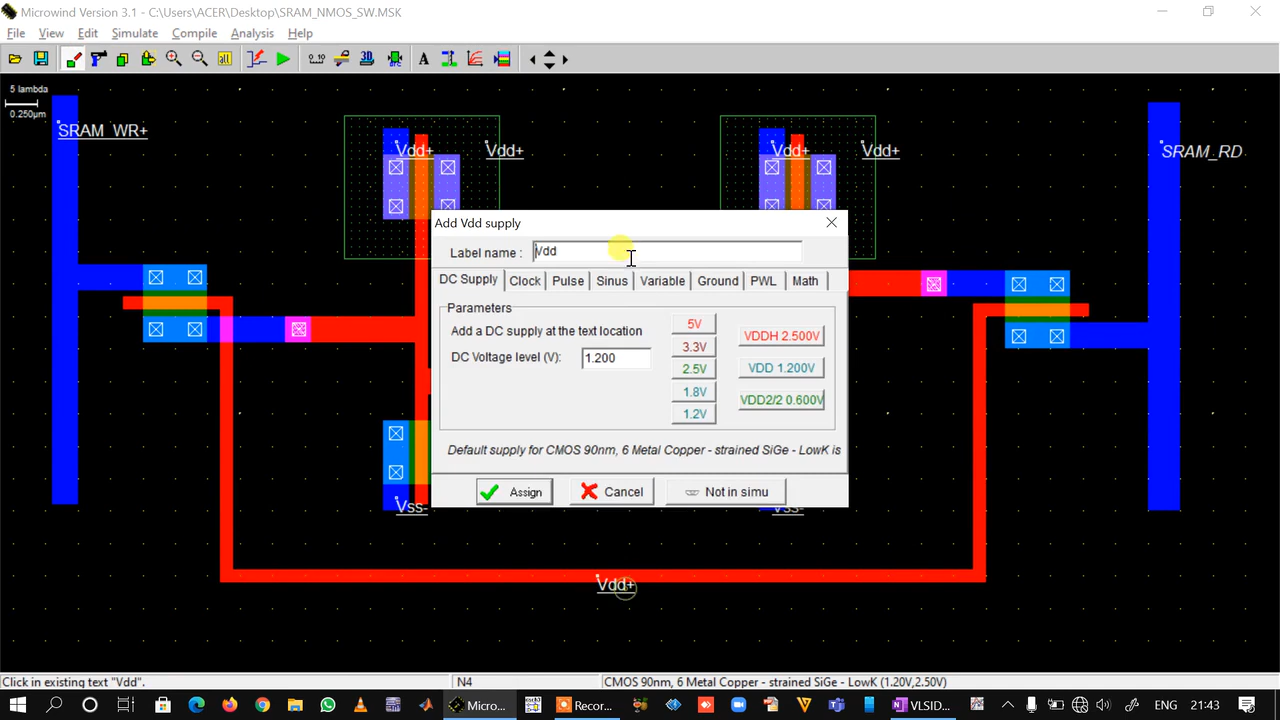 Microwind Version 3.1 - C:\Users\ACER\Desktop\SRAM_NMOS_SW.MSK
File View Edit Simulate Compile Analysis Help
5 lambda
0.250µm
SRAM_WR+
Vdd+ Vdd+ Vdd+ Vdd+
SRAM_RD
Add Vdd supply
Label name : Vdd
DC Supply Clock Pulse Sinus Variable Ground PWL Math
Parameters
Add a DC supply at the text location
DC Voltage level (V): 1.200
5V
3.3V
2.5V
1.8V
1.2V
VDDH 2.500V
VDD 1.200V
VDD2/2 0.600V
Default supply for CMOS 90nm, 6 Metal Copper - strained SiGe - LowK is
Assign Cancel Not in simu
Vss- Vss-
Vdd+
Click in existing text "Vdd". N4 CMOS 90nm, 6 Metal Copper - strained SiGe - LowK (1.20V,2.50V)
Micro... Recor... VLSID... ENG 21:43